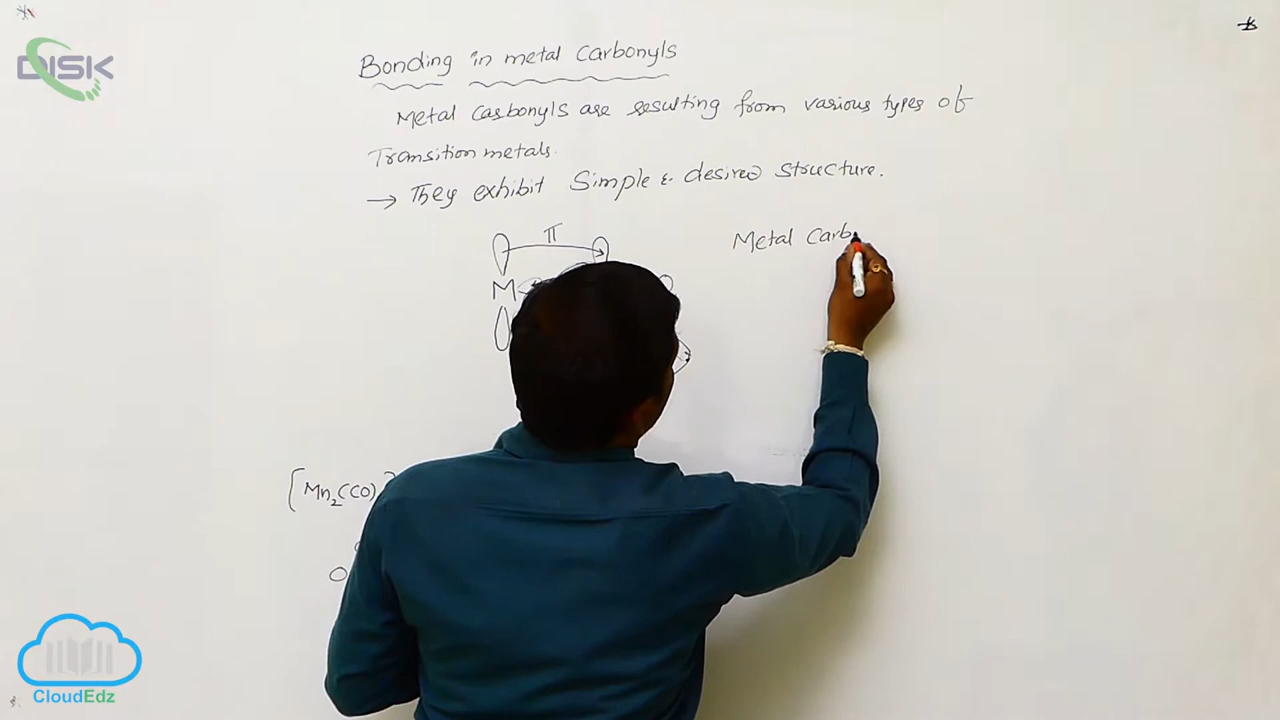 DISK
Bonding in metal Carbonyls
Metal Carbonyls are resulting from various types of
Transition metals.
→ They exhibit Simple & desired structure.
π
Metal Carb
M
[Mn₂(CO)
O
CloudEdz